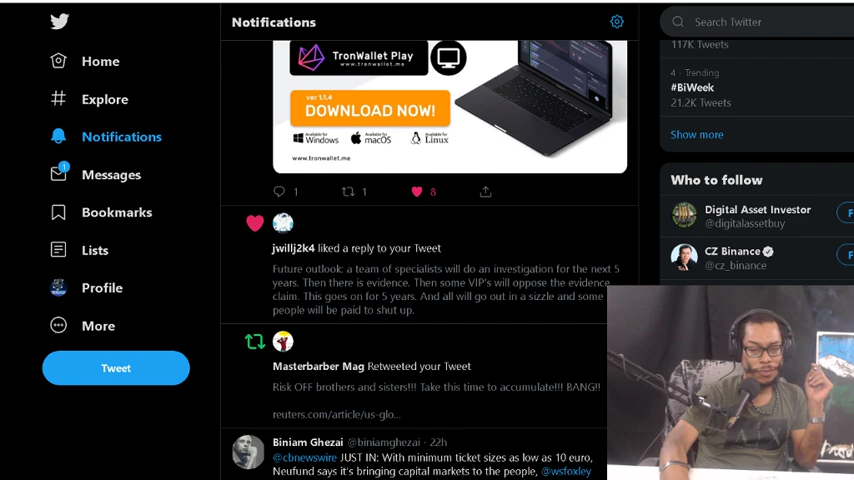 Home
Explore
Notifications
1
Messages
Bookmarks
Lists
Profile
More
Tweet
Notifications
TronWallet Play
www.tronwallet.me
ver 1.1.4
DOWNLOAD NOW!
Available for Windows
Available for macOS
Available for Linux
www.tronwallet.me
1
1
8
jwillj2k4 liked a reply to your Tweet
Future outlook: a team of specialists will do an investigation for the next 5
years. Then there is evidence. Then some VIP's will oppose the evidence
claim. This goes on for 5 years. And all will go out in a sizzle and some
people will be paid to shut up.
Masterbarber Mag Retweeted your Tweet
Risk OFF brothers and sisters!!! Take this time to accumulate!!! BANG!!
reuters.com/article/us-glo...
Biniam Ghezai @biniamghezai · 22h
@cbnewswire JUST IN: With minimum ticket sizes as low as 10 euro,
Neufund says it's bringing capital markets to the people, @wsfoxley
Search Twitter
117K Tweets
4 · Trending
#BiWeek
21.2K Tweets
Show more
Who to follow
Digital Asset Investor
@digitalassetbuy
F
CZ Binance
@cz_binance
F